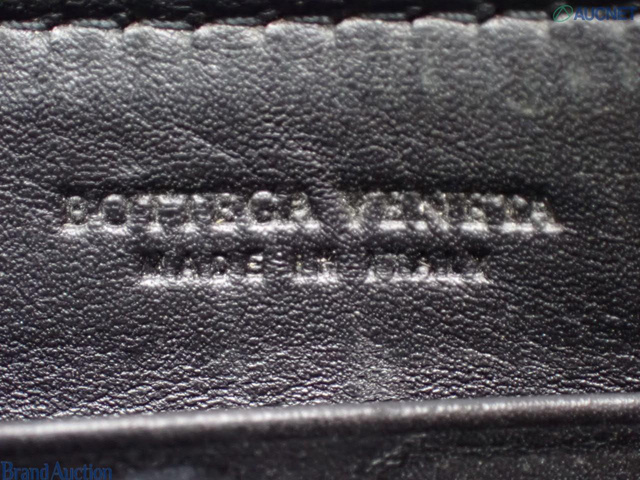 AUCNET
BOTTEGA VENETA
MADE IN ITALY
Brand Auction